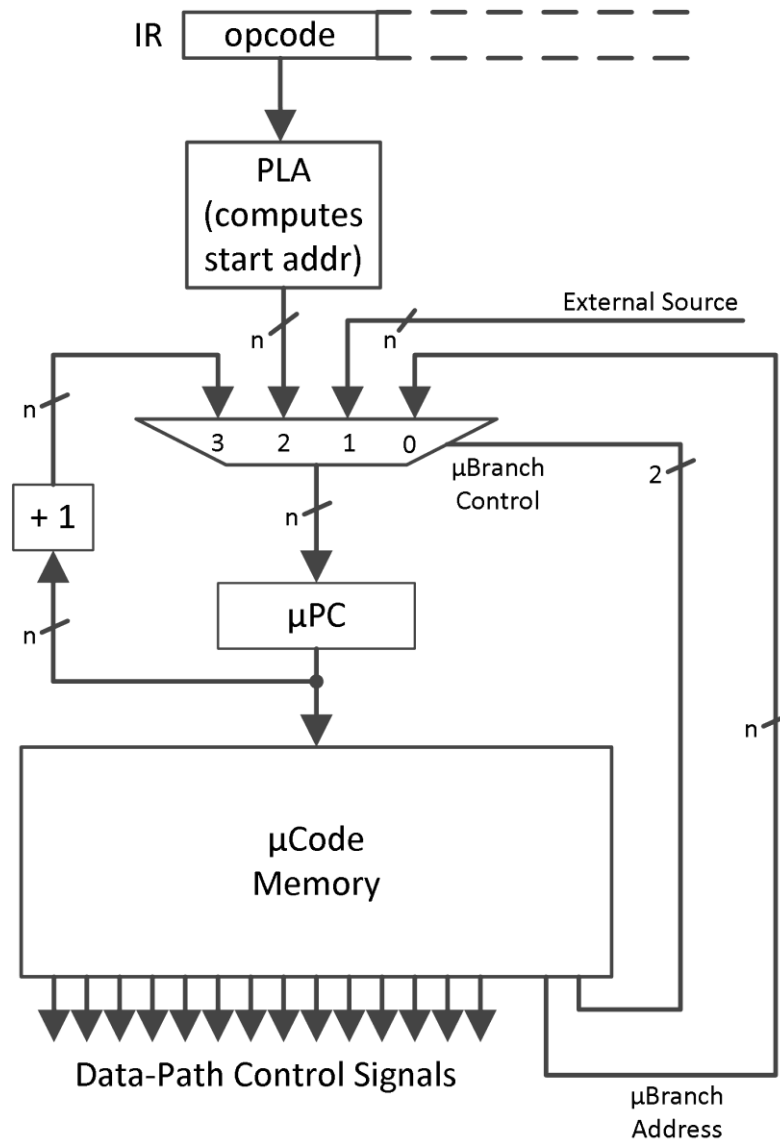 IR opcode
PLA
(computes
start addr)
External Source
n
n
n
3 2 1 0
μBranch
Control
2
+ 1
n
μPC
n
n
μCode
Memory
Data-Path Control Signals
μBranch
Address